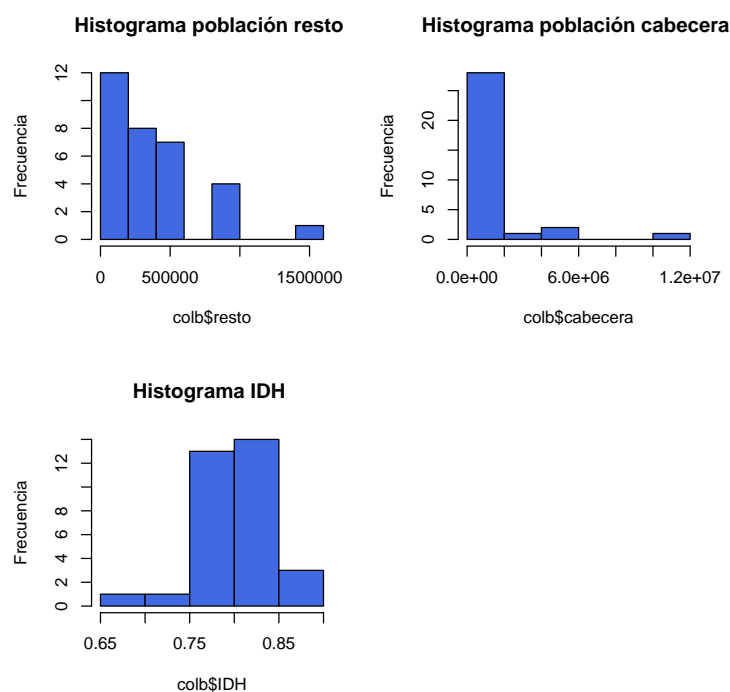 Histograma población resto
Frecuencia
0
2
4
6
8
12
0
500000
1500000
colb$resto
Histograma población cabecera
Frecuencia
0
5
10
20
0.0e+00
6.0e+06
1.2e+07
colb$cabecera
Histograma IDH
Frecuencia
0
2
4
6
8
12
0.65
0.75
0.85
colb$IDH